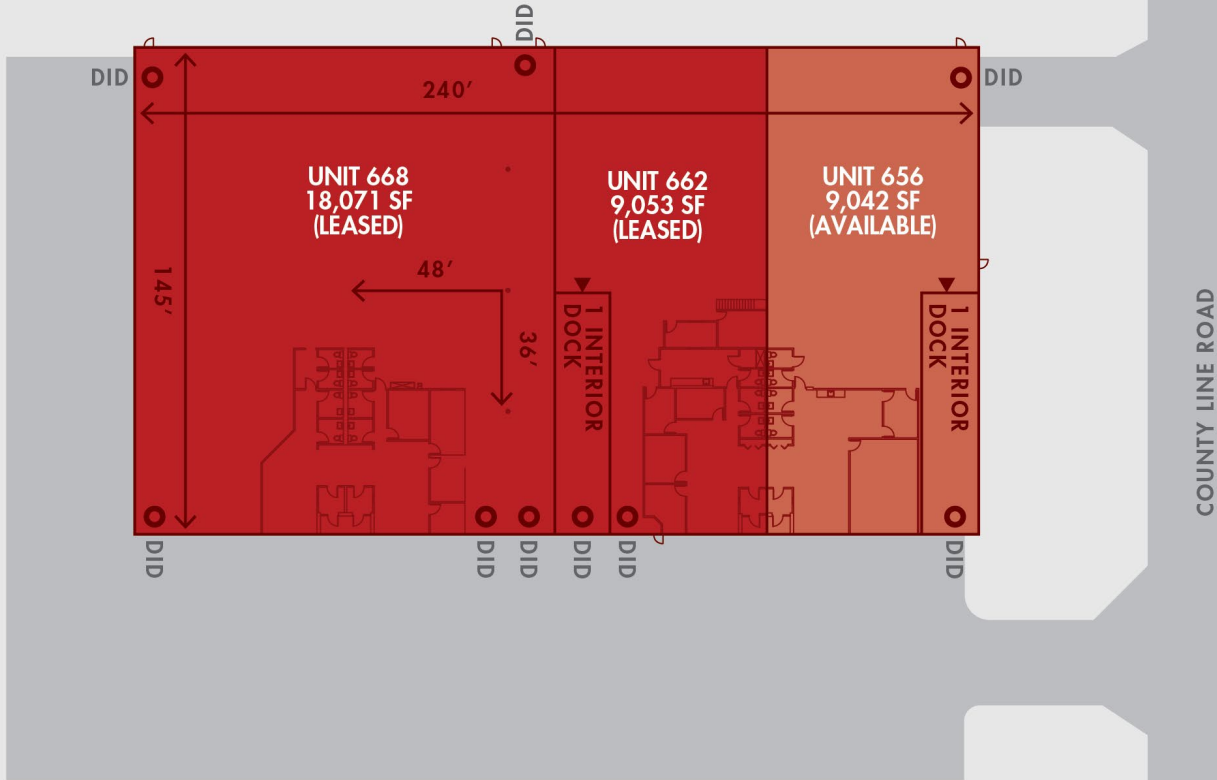 DID
DID
DID
240′
UNIT 668
18,071 SF
(LEASED)
UNIT 662
9,053 SF
(LEASED)
UNIT 656
9,042 SF
(AVAILABLE)
145′
48′
36′
1 INTERIOR
DOCK
1 INTERIOR
DOCK
COUNTY LINE ROAD
DID
DID
DID
DID
DID
DID